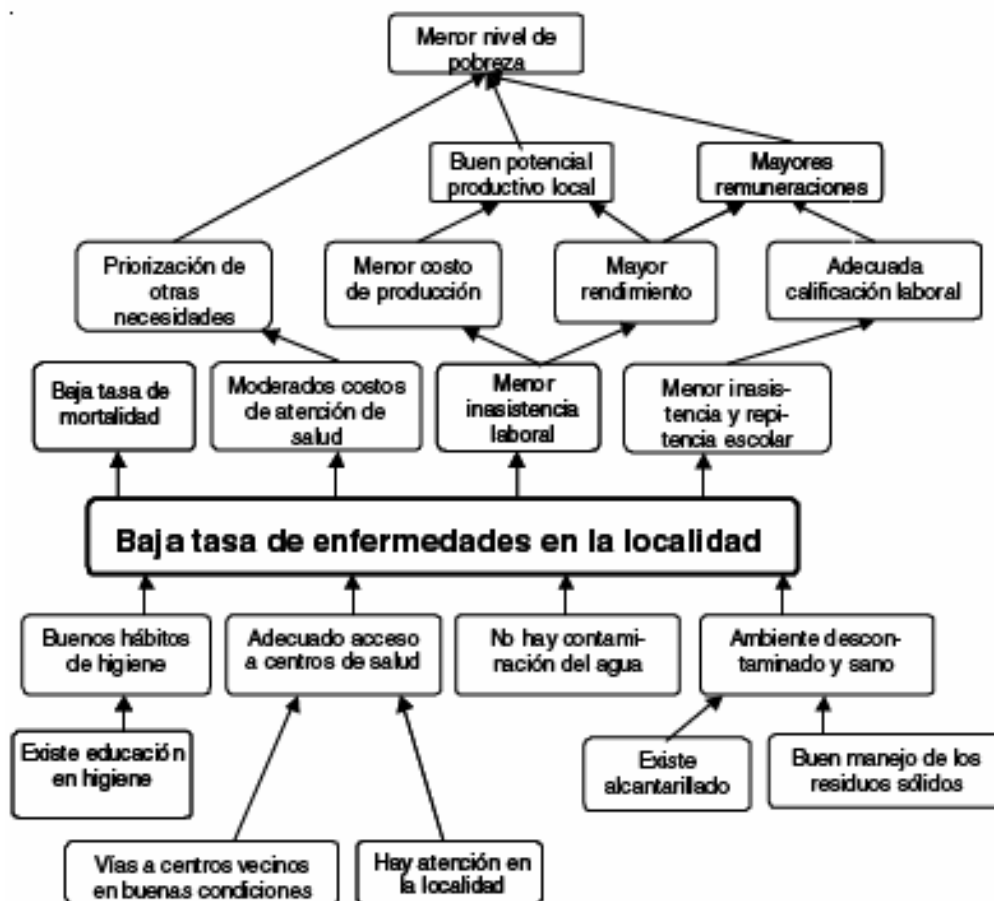 Menor nivel de
pobreza
Buen potencial
productivo local
Mayores
remuneraciones
Priorización de
otras
necesidades
Menor costo
de producción
Mayor
rendimiento
Adecuada
calificación laboral
Baja tasa de
mortalidad
Moderados costos
de atención de
salud
Menor
inasistencia
laboral
Menor inasis-
tencia y repi-
tencia escolar
Baja tasa de enfermedades en la localidad
Buenos hábitos
de higiene
Adecuado acceso
a centros de salud
No hay contami-
nación del agua
Ambiente descon-
taminado y sano
Existe educación
en higiene
Existe
alcantarillado
Buen manejo de los
residuos sólidos
Vías a centros vecinos
en buenas condiciones
Hay atención en
la localidad